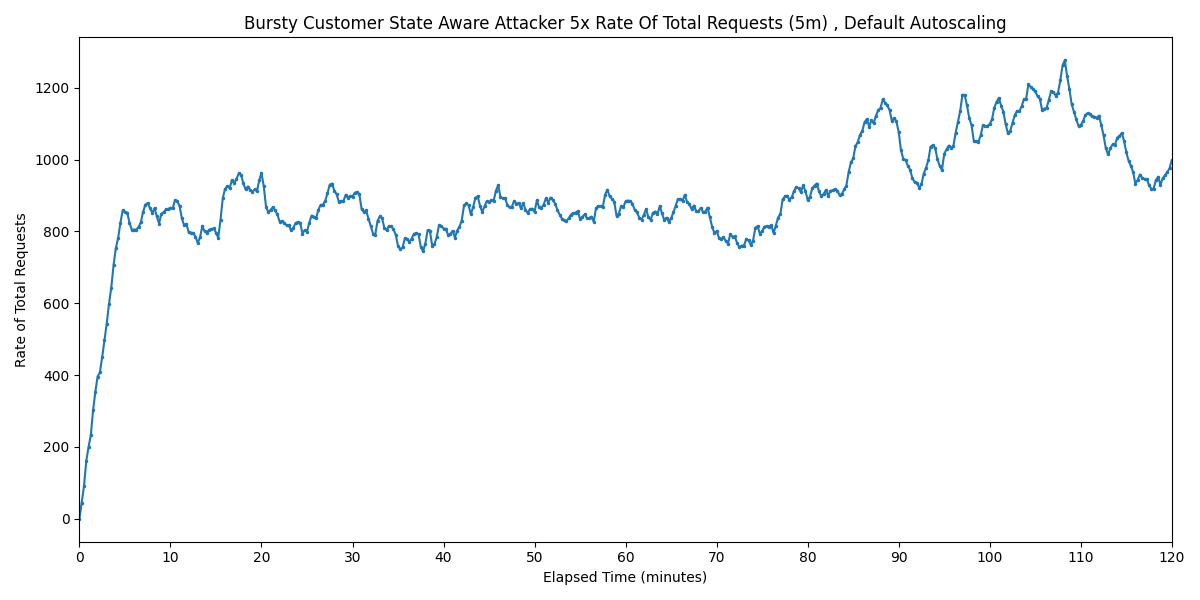 Bursty Customer State Aware Attacker 5x Rate Of Total Requests (5m) , Default Autoscaling
1200
1000
800
600
400
200
0
Rate of Total Requests
0 10 20 30 40 50 60 70 80 90 100 110 120
Elapsed Time (minutes)